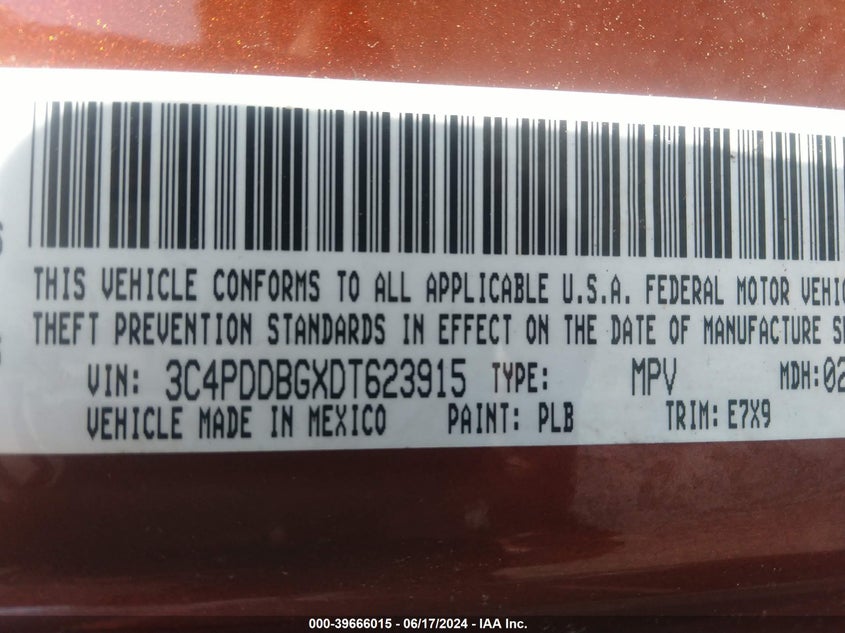 THIS VEHICLE CONFORMS TO ALL APPLICABLE U.S.A. FEDERAL MOTOR
THEFT PREVENTION STANDARDS IN EFFECT ON THE DATE OF MANUFACTURE
VIN: 3C4PDDBGXDT623915 TYPE: MPV MDH:02
VEHICLE MADE IN MEXICO PAINT: PLB TRIM: E7X9
000-39666015 - 06/17/2024 - IAA Inc.